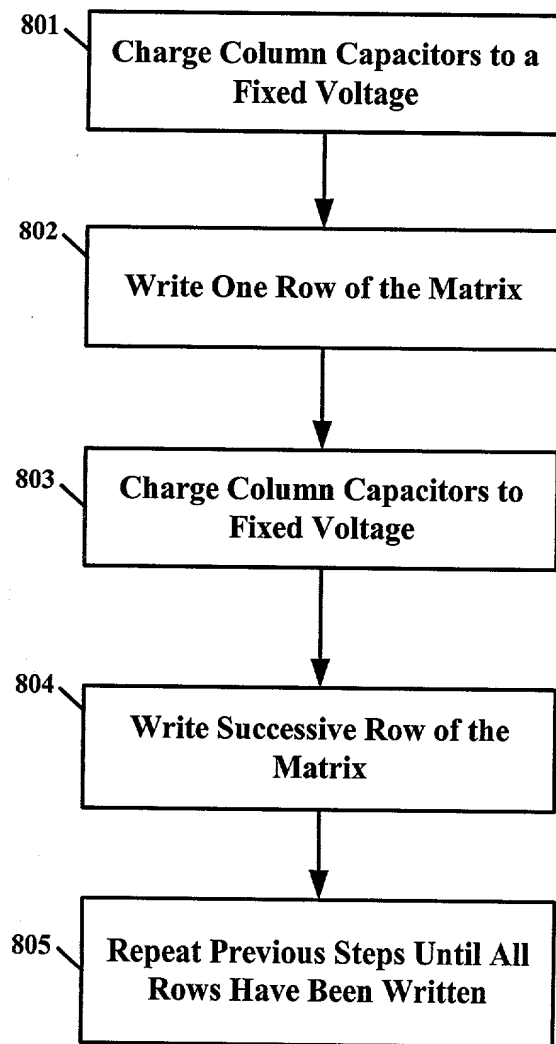 801
Charge Column Capacitors to a
Fixed Voltage
802
Write One Row of the Matrix
803
Charge Column Capacitors to
Fixed Voltage
804
Write Successive Row of the
Matrix
805
Repeat Previous Steps Until All
Rows Have Been Written